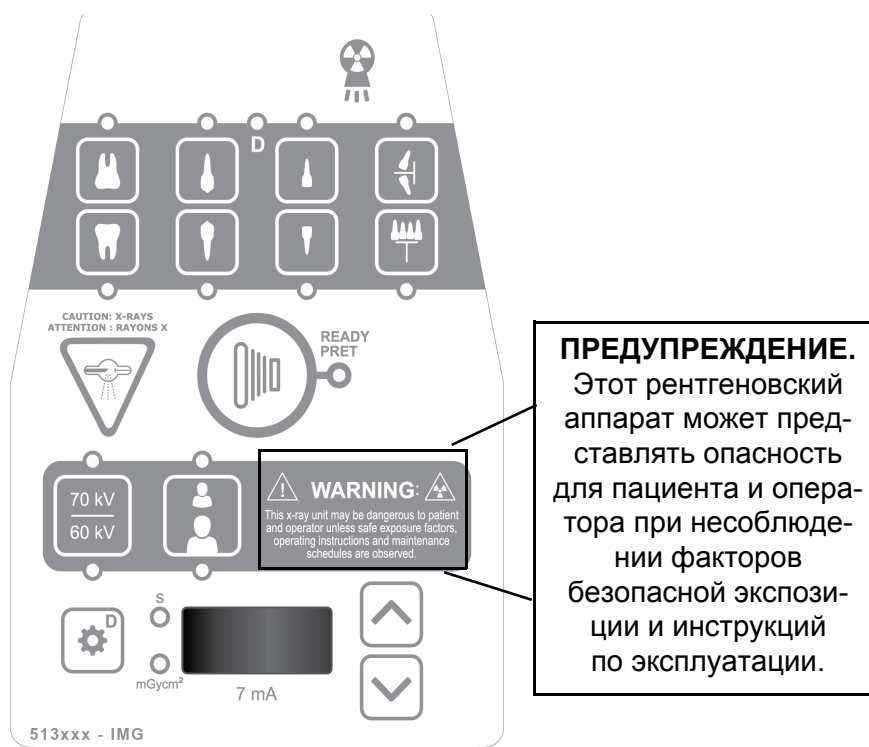 D
CAUTION: X-RAYS
ATTENTION : RAYONS X
READY
PRET
70 kV
60 kV
WARNING:
This x-ray unit may be dangerous to patient
and operator unless safe exposure factors,
operating instructions and maintenance
schedules are observed.
D
S
mGycm²
7 mA
513xxx - IMG
ПРЕДУПРЕЖДЕНИЕ.
Этот рентгеновский
аппарат может пред-
ставлять опасность
для пациента и опера-
тора при несоблюде-
нии факторов
безопасной экспози-
ции и инструкций
по эксплуатации.